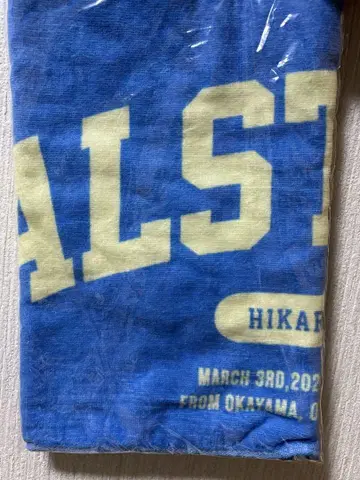 ALST
HIKAR
MARCH 3RD,202
FROM OKAYAMA, O